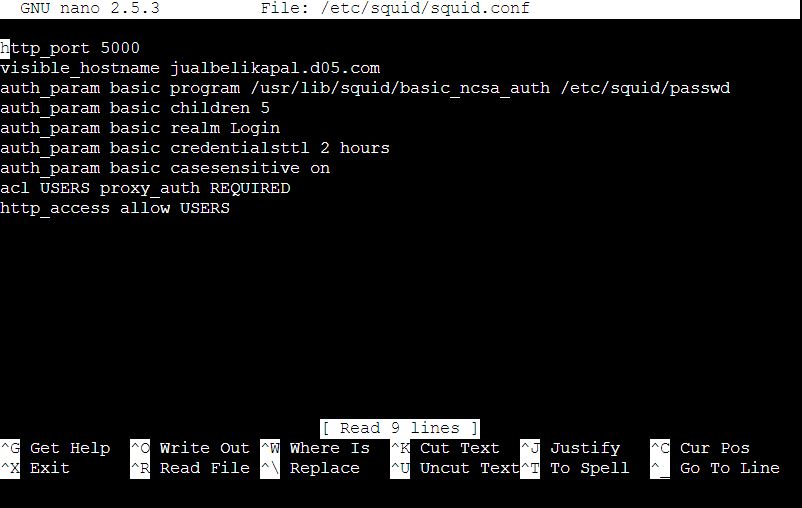 GNU nano 2.5.3 File: /etc/squid/squid.conf
http_port 5000
visible_hostname jualbelikapal.d05.com
auth_param basic program /usr/lib/squid/basic_ncsa_auth /etc/squid/passwd
auth_param basic children 5
auth_param basic realm Login
auth_param basic credentialsttl 2 hours
auth_param basic casesensitive on
acl USERS proxy_auth REQUIRED
http_access allow USERS
[ Read 9 lines ]
^G Get Help ^O Write Out ^W Where Is ^K Cut Text ^J Justify ^C Cur Pos
^X Exit ^R Read File ^\ Replace ^U Uncut Text ^T To Spell ^_ Go To Line